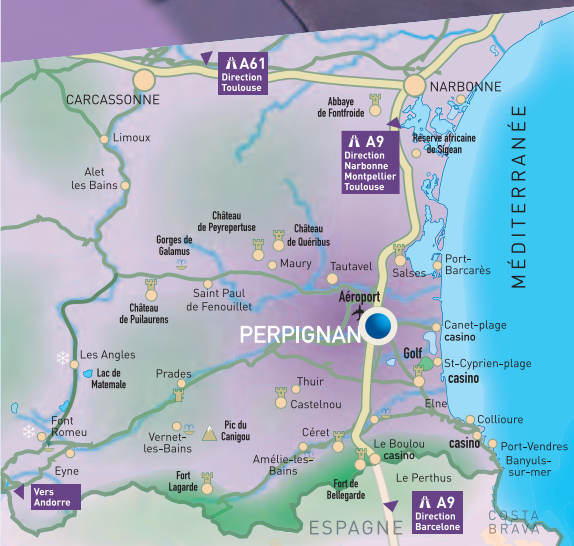 A61
Direction
Toulouse
CARCASSONNE
NARBONNE
Abbaye
de Fontfroide
A9
Direction
Narbonne
Montpellier
Toulouse
Réserve africaine
de Sigean
MÉDITERRANÉE
Limoux
Alet
les Bains
Château
de Peyrepertuse
Château
de Quéribus
Gorges de
Galamus
Maury
Tautavel
Salses
Port-
Barcarès
Château
de Puilaurens
Saint Paul
de Fenouillet
Aéroport
PERPIGNAN
Canet-plage
casino
Golf
St-Cyprien-plage
casino
Les Angles
Lac de
Matemale
Prades
Thuir
Castelnou
Elne
Font
Romeu
Vernet-
les-Bains
Pic du
Canigou
Céret
Collioure
casino
Port-Vendres
Banyuls-
sur-mer
Eyne
Amélie-les-
Bains
Le Boulou
casino
Vers
Andorre
Fort
Lagarde
Fort de
Bellegarde
Le Perthus
A9
Direction
Barcelone
ESPAGNE
COSTA
BRAVA